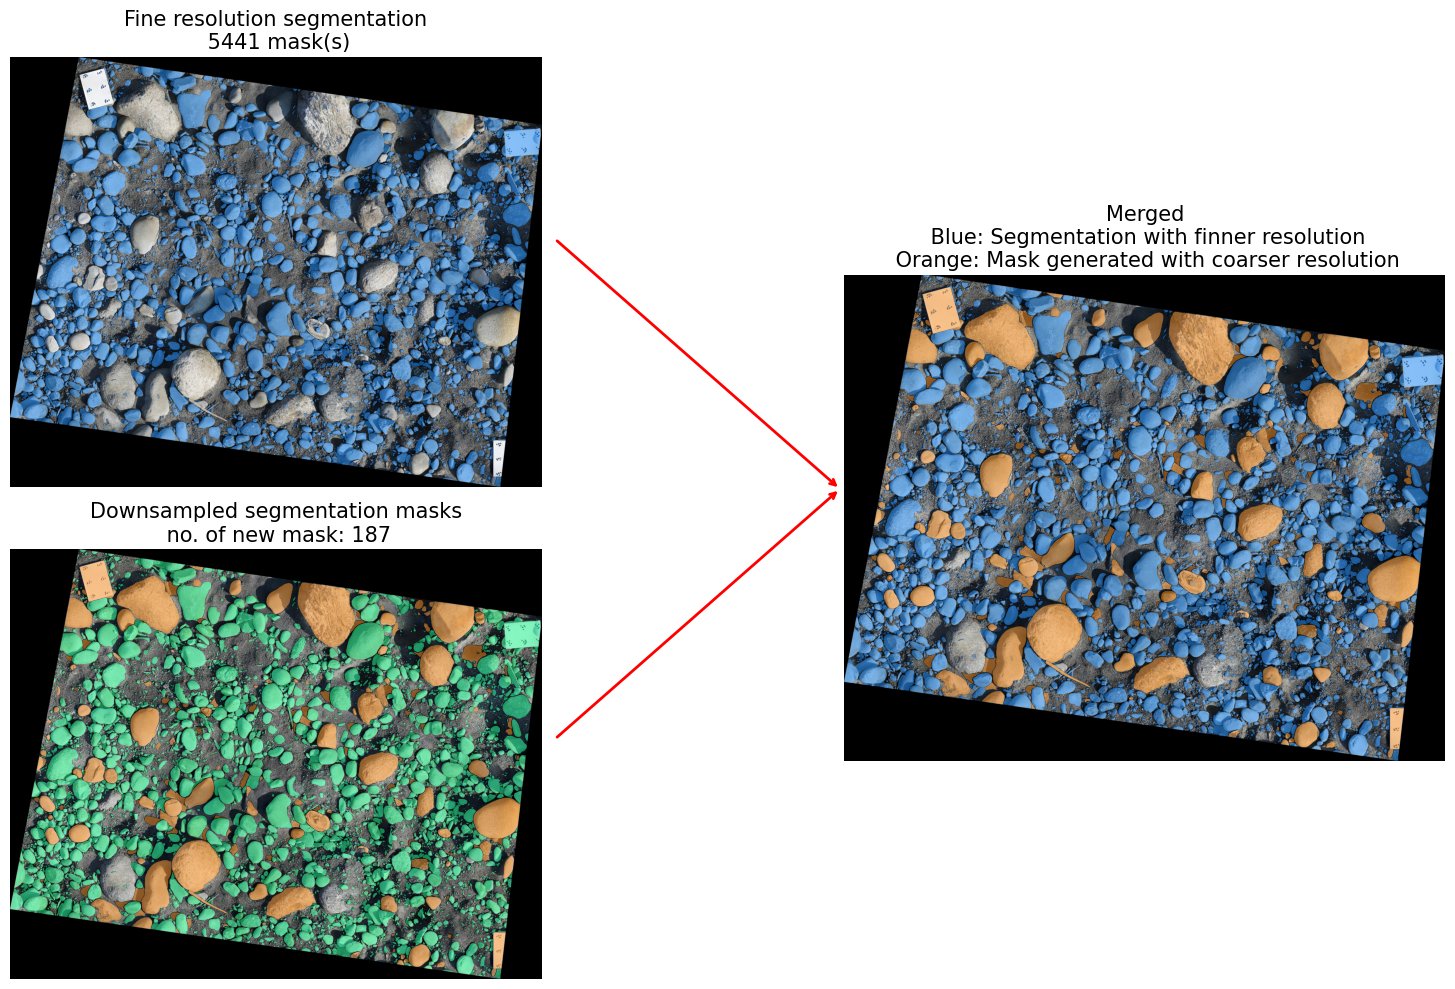 Fine resolution segmentation
5441 mask(s)
Downsampled segmentation masks
no. of new mask: 187
Merged
Blue: Segmentation with finner resolution
Orange: Mask generated with coarser resolution